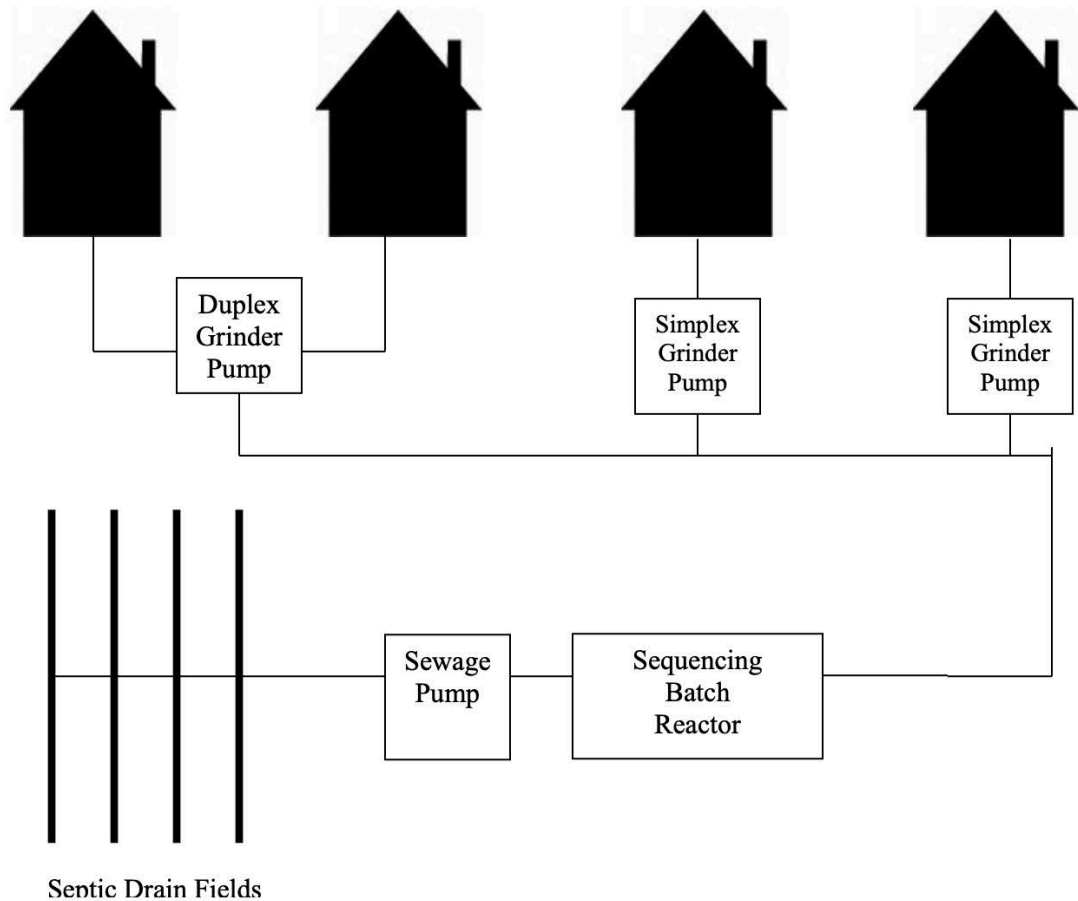 Duplex
Grinder
Pump
Simplex
Grinder
Pump
Simplex
Grinder
Pump
Sewage
Pump
Sequencing
Batch
Reactor
Septic Drain Fields